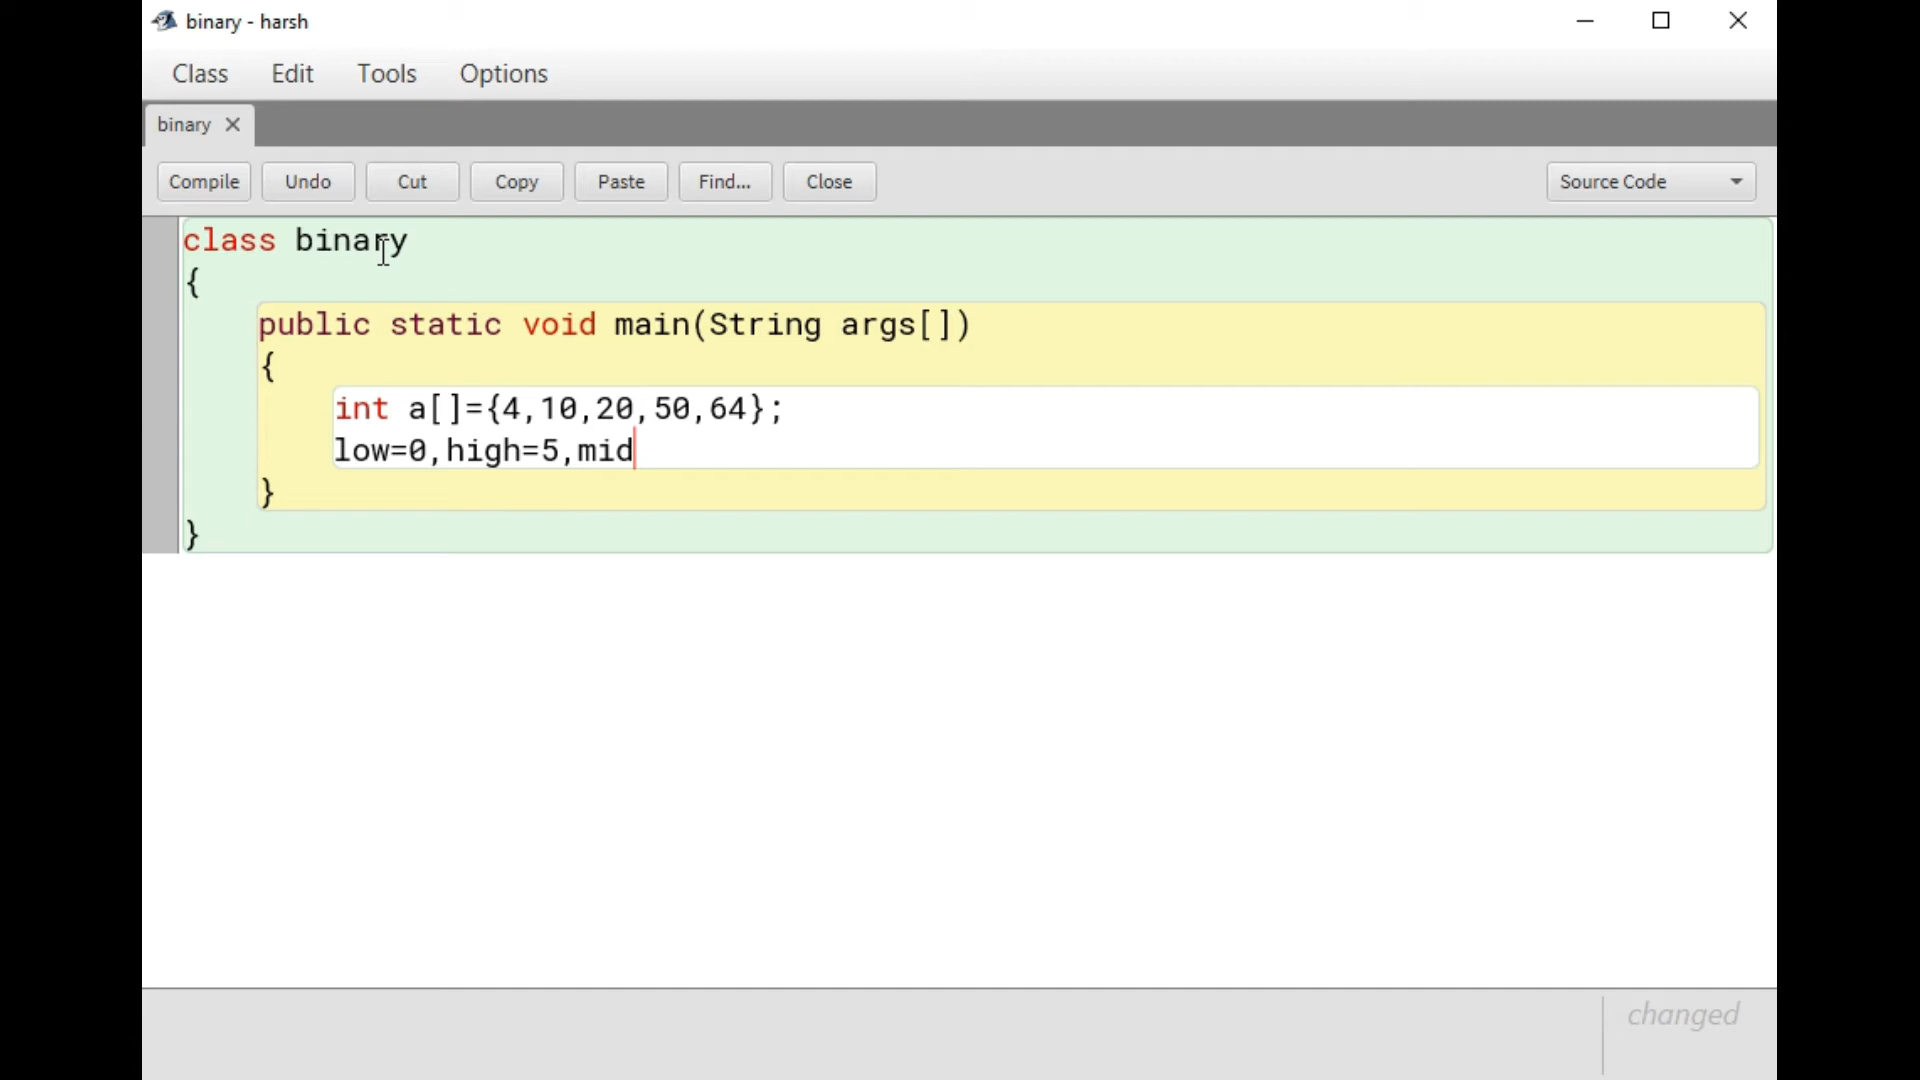 binary - harsh
Class Edit Tools Options
binary
Compile Undo Cut Copy Paste Find... Close Source Code
class binary
{
public static void main(String args[])
{
int a[]={4,10,20,50,64};
low=0,high=5,mid
}
}
changed